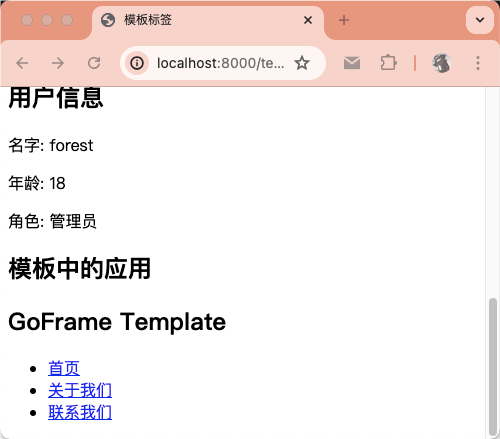 模板标签
localhost:8000/te...
用户信息
名字: forest
年龄: 18
角色: 管理员
模板中的应用
GoFrame Template
首页
关于我们
联系我们